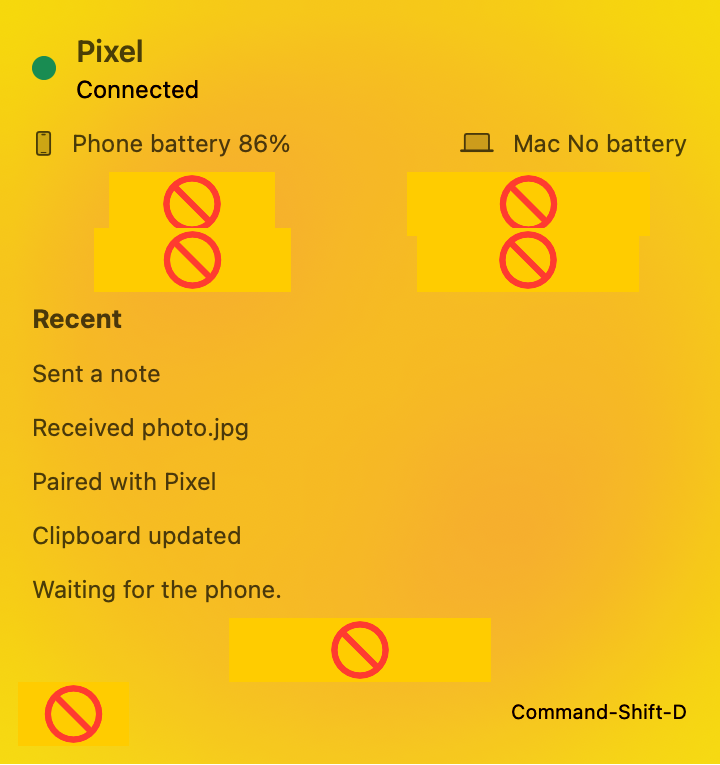 Pixel
Connected
Phone battery 86%
Mac No battery
Recent
Sent a note
Received photo.jpg
Paired with Pixel
Clipboard updated
Waiting for the phone.
Command-Shift-D